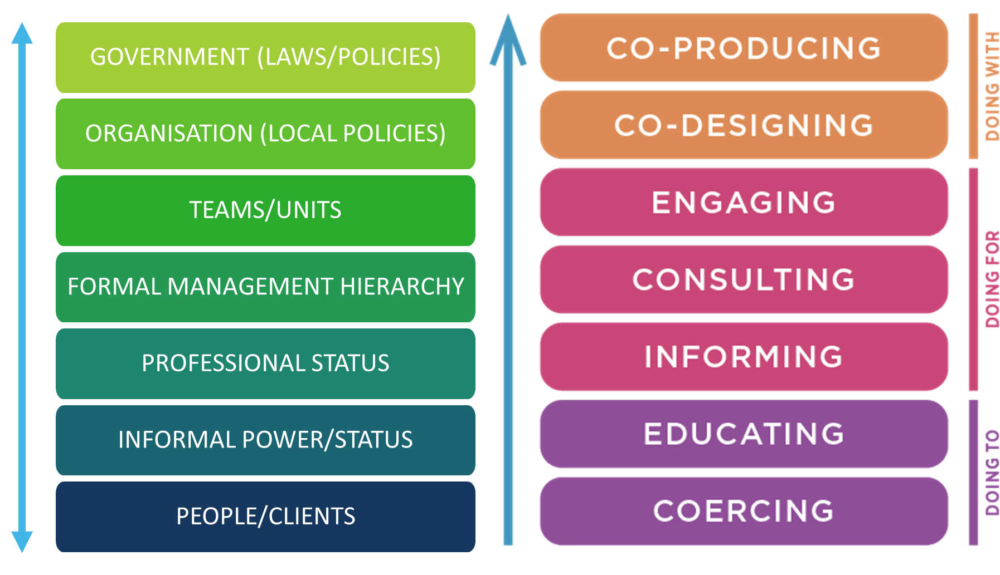 GOVERNMENT (LAWS/POLICIES)
ORGANISATION (LOCAL POLICIES)
TEAMS/UNITS
FORMAL MANAGEMENT HIERARCHY
PROFESSIONAL STATUS
INFORMAL POWER/STATUS
PEOPLE/CLIENTS
CO-PRODUCING
CO-DESIGNING
ENGAGING
CONSULTING
INFORMING
EDUCATING
COERCING
DOING WITH
DOING FOR
DOING TO